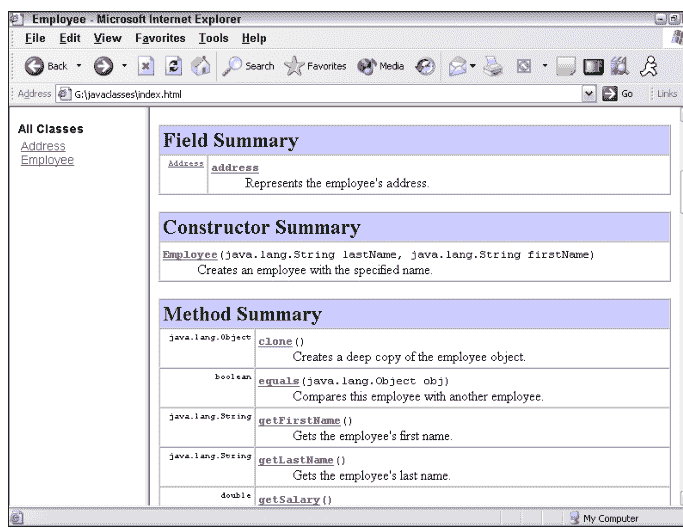 Employee - Microsoft Internet Explorer
File Edit View Favorites Tools Help
Back Search Favorites Media
Address G:\javaclasses\index.html Go Links
All Classes
Address
Employee
Field Summary
Address address
Represents the employee's address.
Constructor Summary
Employee(java.lang.String lastName, java.lang.String firstName)
Creates an employee with the specified name.
Method Summary
java.lang.Object clone()
Creates a deep copy of the employee object.
boolean equals(java.lang.Object obj)
Compares this employee with another employee.
java.lang.String getFirstName()
Gets the employee's first name.
java.lang.String getLastName()
Gets the employee's last name.
double getSalary()
My Computer